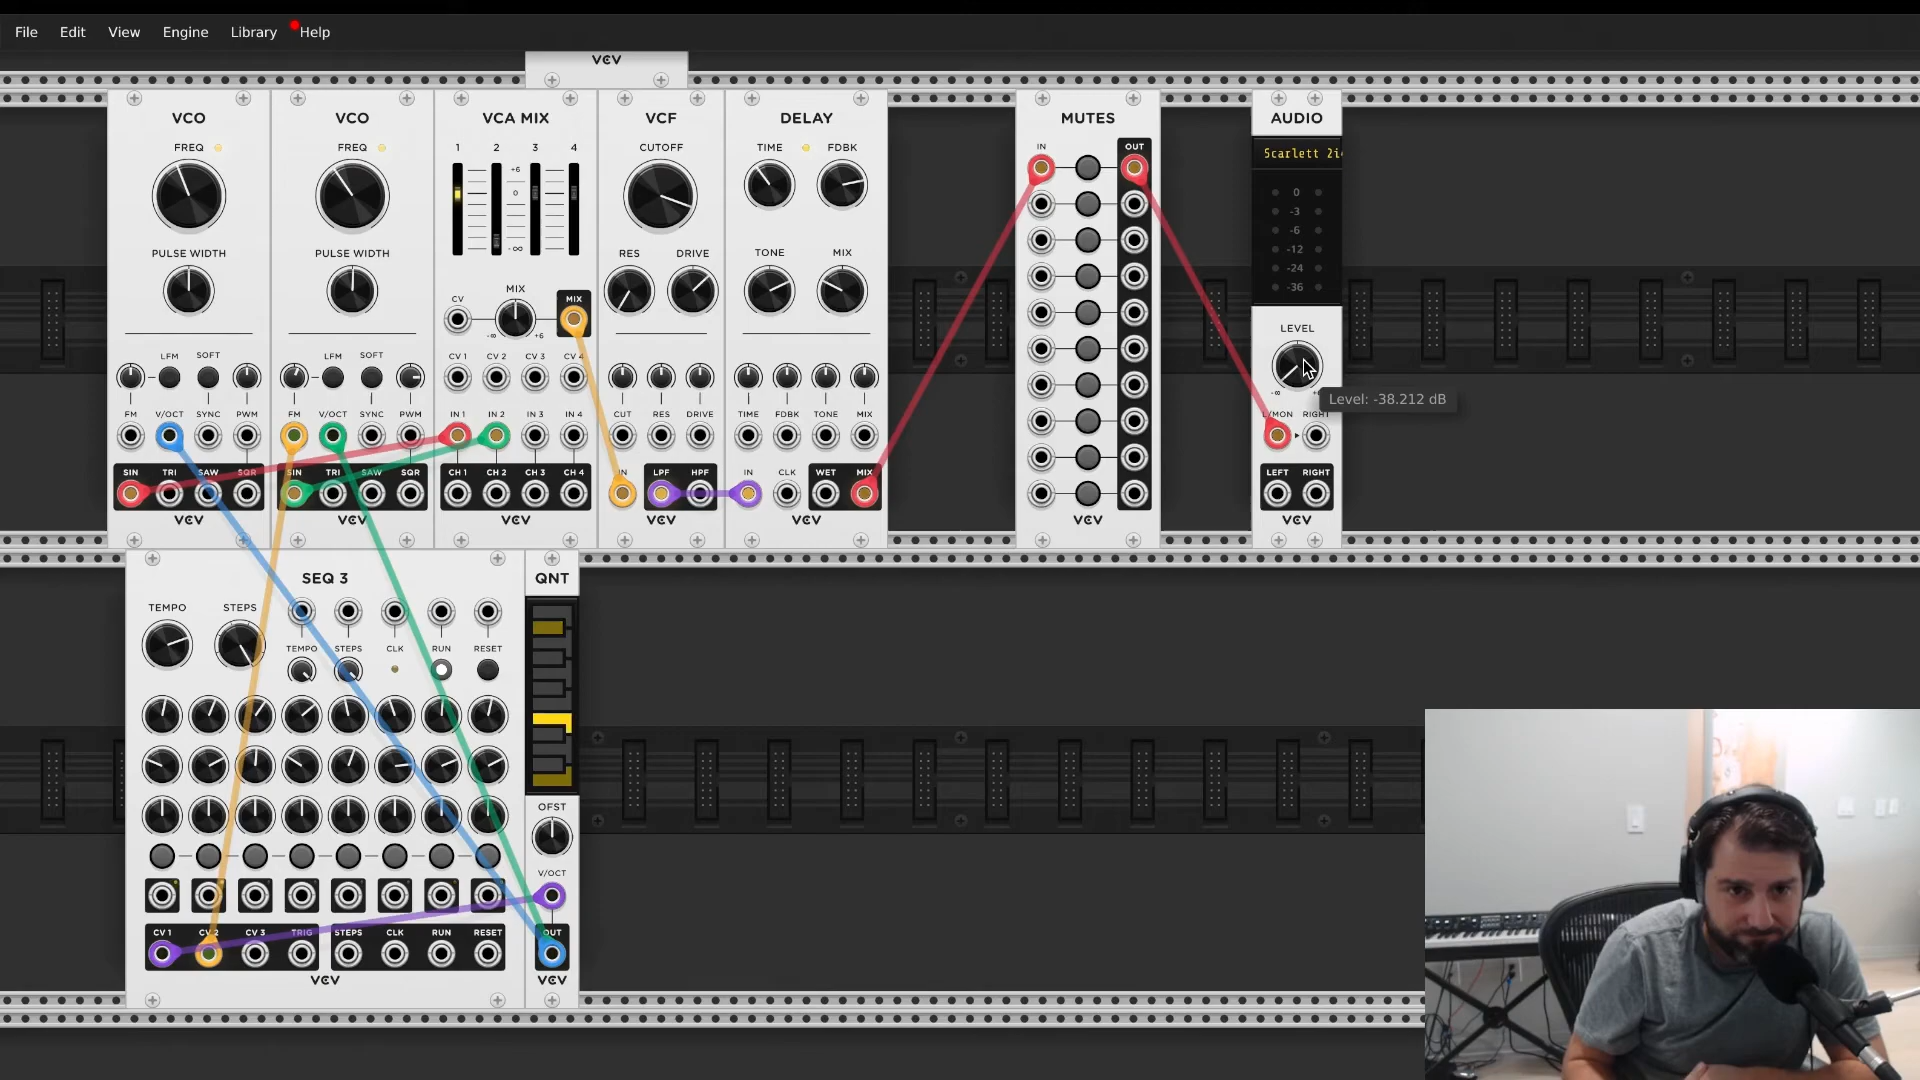 File Edit View Engine Library Help
VCV
VCO VCO VCA MIX VCF DELAY MUTES AUDIO
FREQ FREQ 1 2 3 4 CUTOFF TIME FDBK IN OUT
Scarlett 2i
+6
0
-∞
0
-3
-6
-12
-24
-36
PULSE WIDTH PULSE WIDTH RES DRIVE TONE MIX
CV MIX MIX
-∞ +6
LEVEL
-∞
Level: -38.212 dB
LFM SOFT LFM SOFT CV 1 CV 2 CV 3 CV 4
FM V/OCT SYNC PWM FM V/OCT SYNC PWM IN 1 IN 2 IN 3 IN 4 CUT RES DRIVE TIME FDBK TONE MIX L/MON RIGHT
SIN TRI SAW SQR SIN TRI SAW SQR CH 1 CH 2 CH 3 CH 4 IN LPF HPF IN CLK WET MIX LEFT RIGHT
VCV VCV VCV VCV VCV VCV VCV
SEQ 3 QNT
TEMPO STEPS
TEMPO STEPS CLK RUN RESET
OFST
V/OCT
CV 1 CV 2 CV 3 TRIG STEPS CLK RUN RESET OUT
VCV VCV